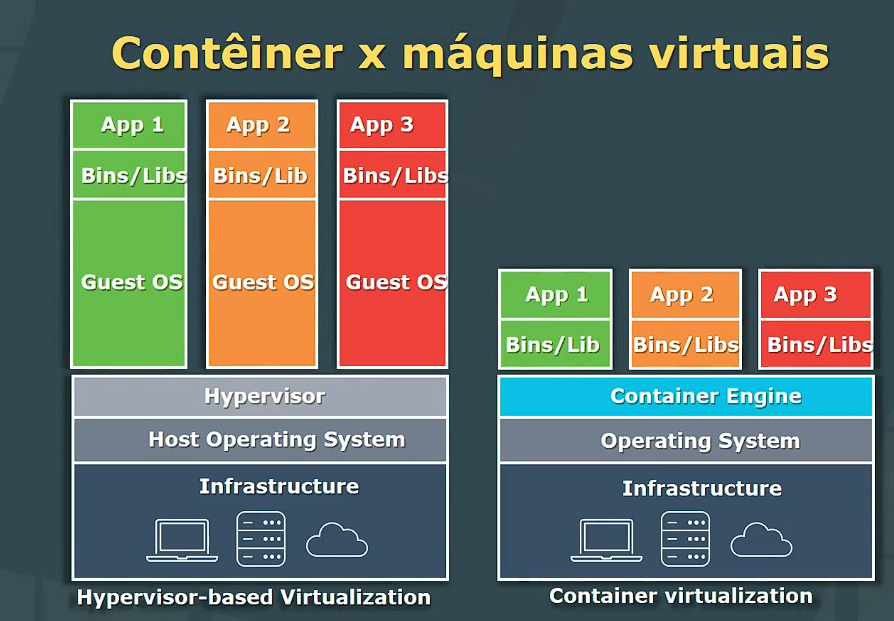 Contêiner x máquinas virtuais
App 1
Bins/Libs
Guest OS
App 2
Bins/Lib
Guest OS
App 3
Bins/Libs
Guest OS
Hypervisor
Host Operating System
Infrastructure
Hypervisor-based Virtualization
App 1
Bins/Lib
App 2
Bins/Libs
App 3
Bins/Libs
Container Engine
Operating System
Infrastructure
Container virtualization